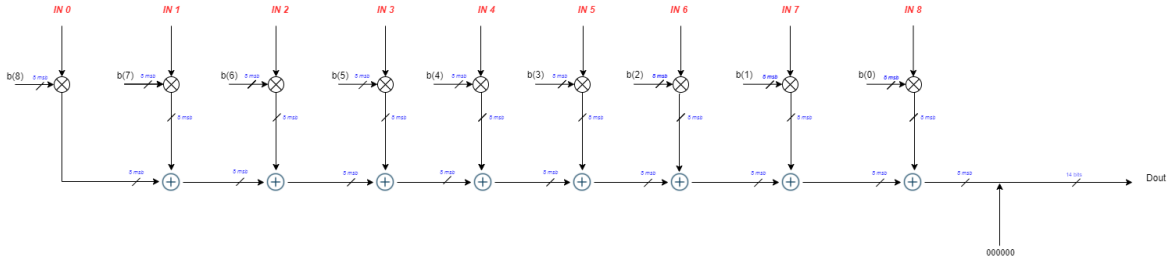 IN 0 IN 1 IN 2 IN 3 IN 4 IN 5 IN 6 IN 7 IN 8
b(8) 8 msb b(7) 8 msb b(6) 8 msb b(5) 8 msb b(4) 8 msb b(3) 8 msb b(2) 8 msb b(1) 8 msb b(0) 8 msb
8 msb 8 msb 8 msb 8 msb 8 msb 8 msb 8 msb 8 msb
8 msb 8 msb 8 msb 8 msb 8 msb 8 msb 8 msb 8 msb 8 msb 14 bits Dout
000000